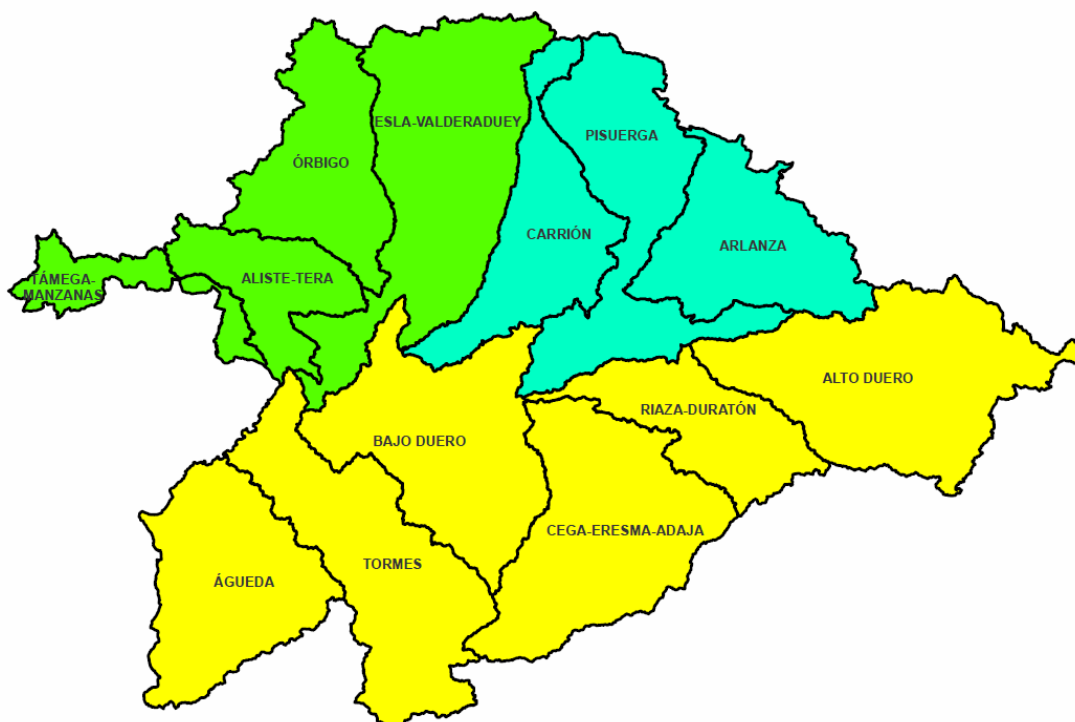 ESLA-VALDERADUEY
PISUERGA
ÓRBIGO
CARRIÓN
ARLANZA
TÁMEGA-
MANZANAS
ALISTE-TERA
ALTO DUERO
RIAZA-DURATÓN
BAJO DUERO
CEGA-ERESMA-ADAJA
TORMES
ÁGUEDA